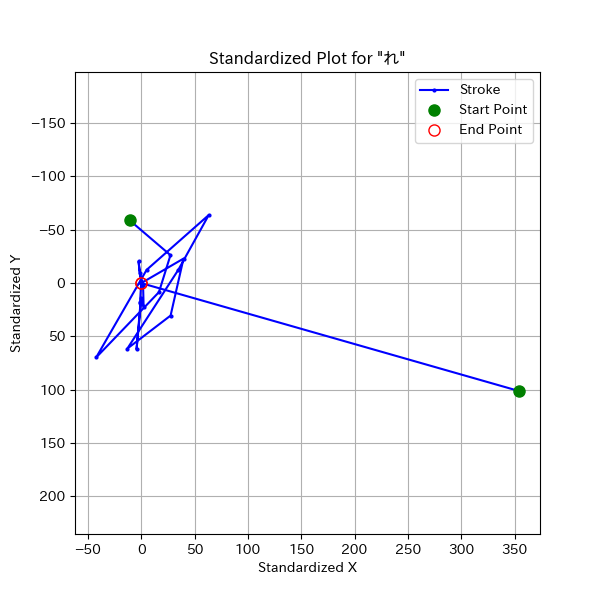 Standardized Plot for "れ"
Stroke
Start Point
End Point
Standardized Y
−150
−100
−50
0
50
100
150
200
−50 0 50 100 150 200 250 300 350
Standardized X